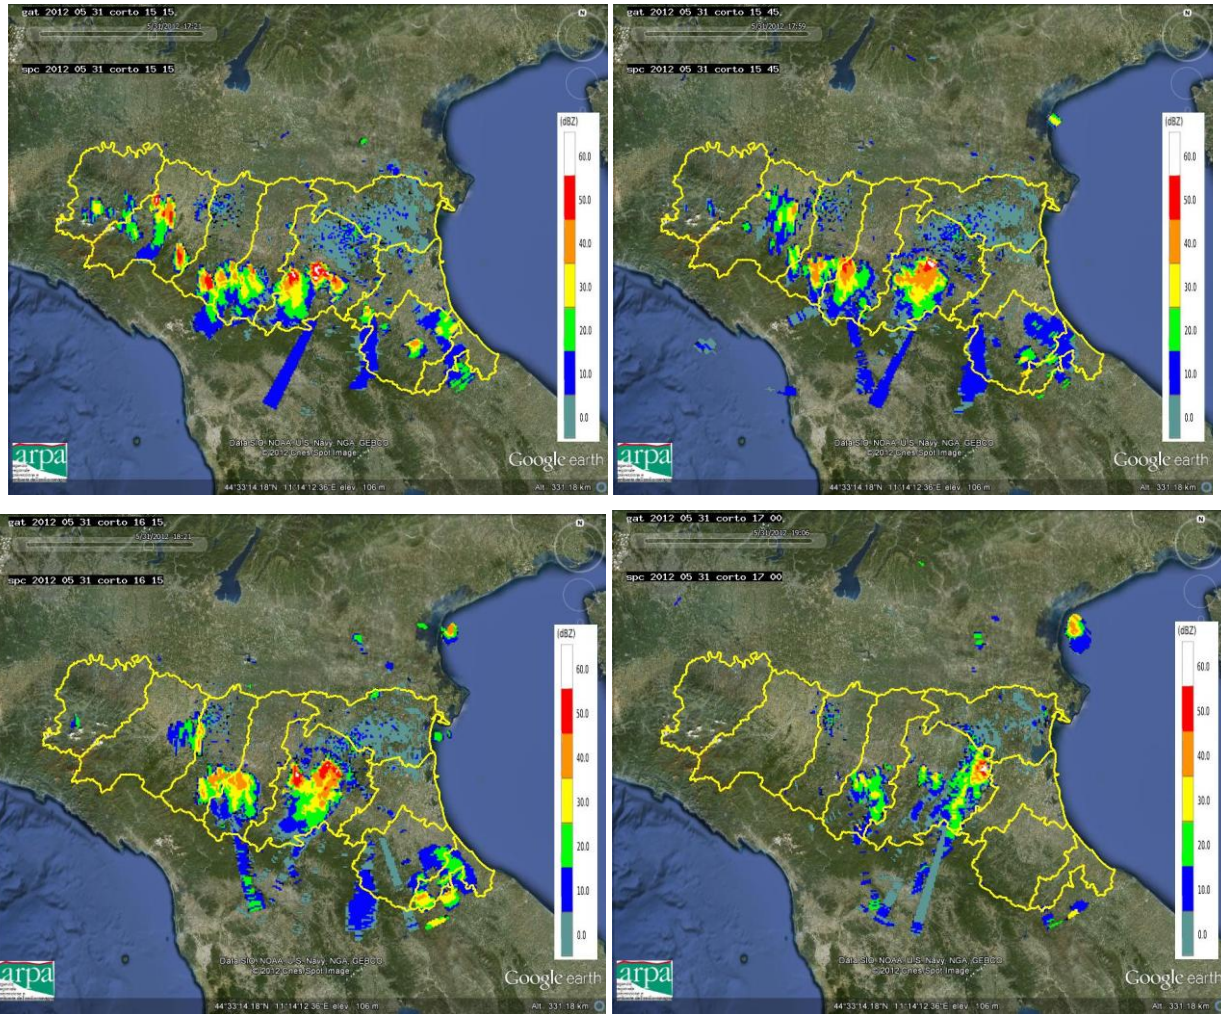 gat 2012 05 31 corto 15 15,
5/31/2012 17:21
spc 2012 05 31 corto 15 15
N
(dBZ)
60.0
50.0
40.0
30.0
20.0
10.0
0.0
arpa
Data SIO, NOAA, U.S. Navy, NGA, GEBCO
© 2012 Cnes/Spot Image
Google earth
44°33'14.18"N 11°14'12.36"E elev. 106 m
Alt. 331.18 km
gat 2012 05 31 corto 15 45,
5/31/2012 17:59
spc 2012 05 31 corto 15 45
N
(dBZ)
60.0
50.0
40.0
30.0
20.0
10.0
0.0
arpa
Data SIO, NOAA, U.S. Navy, NGA, GEBCO
© 2012 Cnes/Spot Image
Google earth
44°33'14.18"N 11°14'12.36"E elev. 106 m
Alt. 331.18 km
gat 2012 05 31 corto 16 15,
5/31/2012 18:21
spc 2012 05 31 corto 16 15
N
(dBZ)
60.0
50.0
40.0
30.0
20.0
10.0
0.0
arpa
Data SIO, NOAA, U.S. Navy, NGA, GEBCO
© 2012 Cnes/Spot Image
Google earth
44°33'14.18"N 11°14'12.36"E elev. 106 m
Alt. 331.18 km
gat 2012 05 31 corto 17 00,
5/31/2012 19:06
spc 2012 05 31 corto 17 00
N
(dBZ)
60.0
50.0
40.0
30.0
20.0
10.0
0.0
arpa
Data SIO, NOAA, U.S. Navy, NGA, GEBCO
© 2012 Cnes/Spot Image
Google earth
44°33'14.18"N 11°14'12.36"E elev. 106 m
Alt. 331.18 km